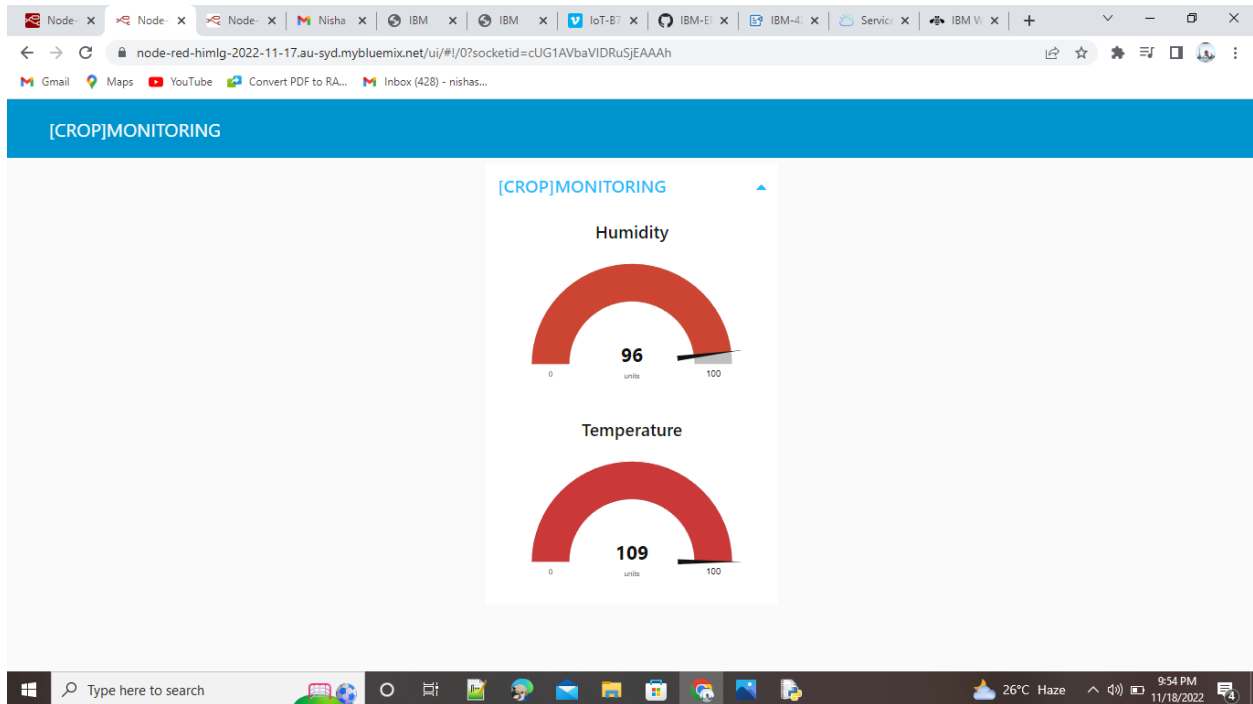 Node-
Node-
Node-
Nisha
IBM
IBM
IoT-B7
IBM-E
IBM-4
Service
IBM W
node-red-himlg-2022-11-17.au-syd.mybluemix.net/ui/#!/0?socketid=cUG1AVbaVIDRuSjEAAAh
Gmail
Maps
YouTube
Convert PDF to RA...
Inbox (428) - nishas...
[CROP]MONITORING
[CROP]MONITORING
Humidity
96
units
0
100
Temperature
109
units
0
100
Type here to search
26°C Haze
9:54 PM
11/18/2022
4